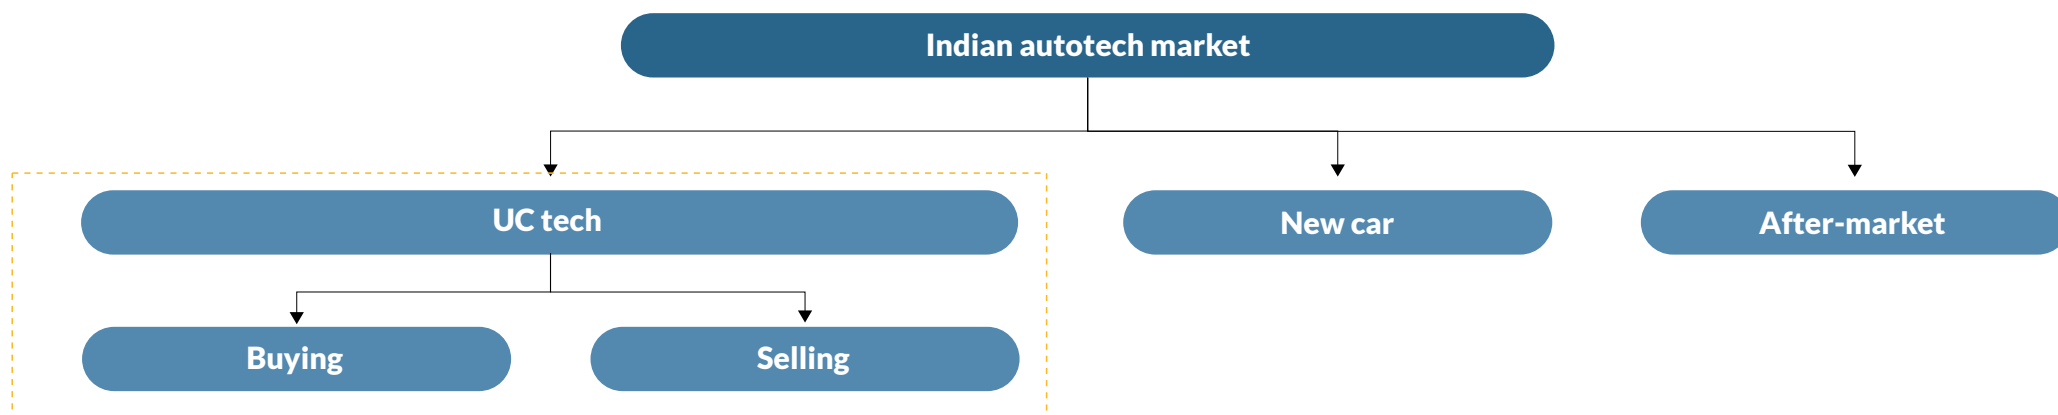 Indian autotech market
UC tech
New car
After-market
Buying
Selling